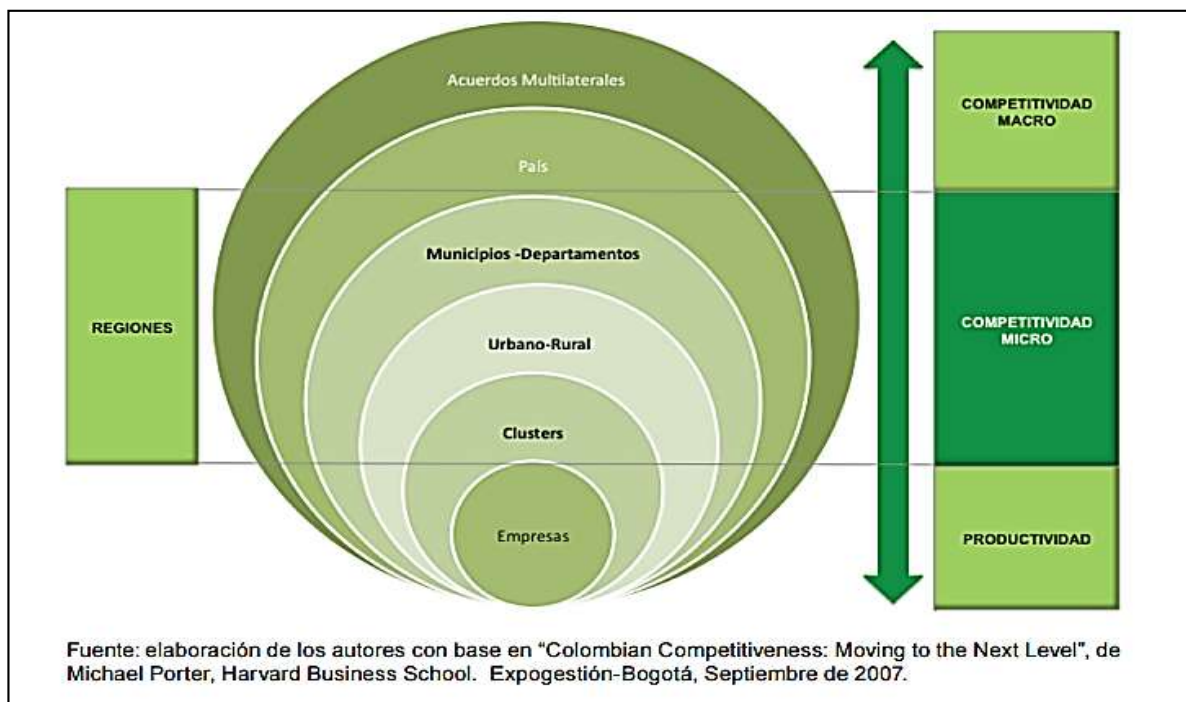 Acuerdos Multilaterales
COMPETITIVIDAD
MACRO
País
Municipios -Departamentos
REGIONES
COMPETITIVIDAD
MICRO
Urbano-Rural
Clusters
Empresas
PRODUCTIVIDAD
Fuente: elaboración de los autores con base en “Colombian Competitiveness: Moving to the Next Level”, de
Michael Porter, Harvard Business School. Expogestión-Bogotá, Septiembre de 2007.